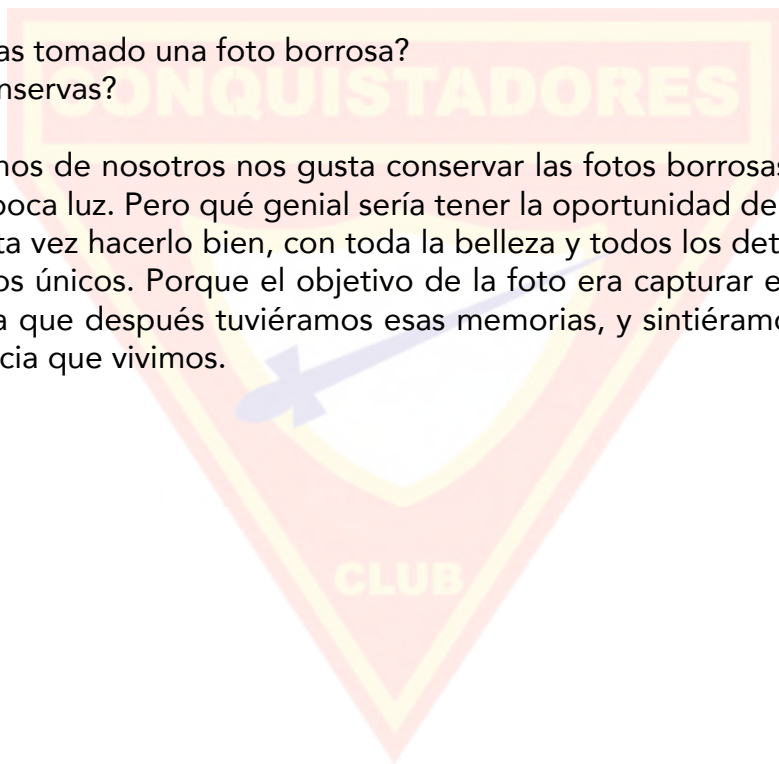 as tomado una foto borrosa?
nservas?
CONQUISTADORES
nos de nosotros nos gusta conservar las fotos borrosas
poca luz. Pero qué genial sería tener la oportunidad de
ta vez hacerlo bien, con toda la belleza y todos los det
os únicos. Porque el objetivo de la foto era capturar e
a que después tuviéramos esas memorias, y sintiéramo
cia que vivimos.
CLUB